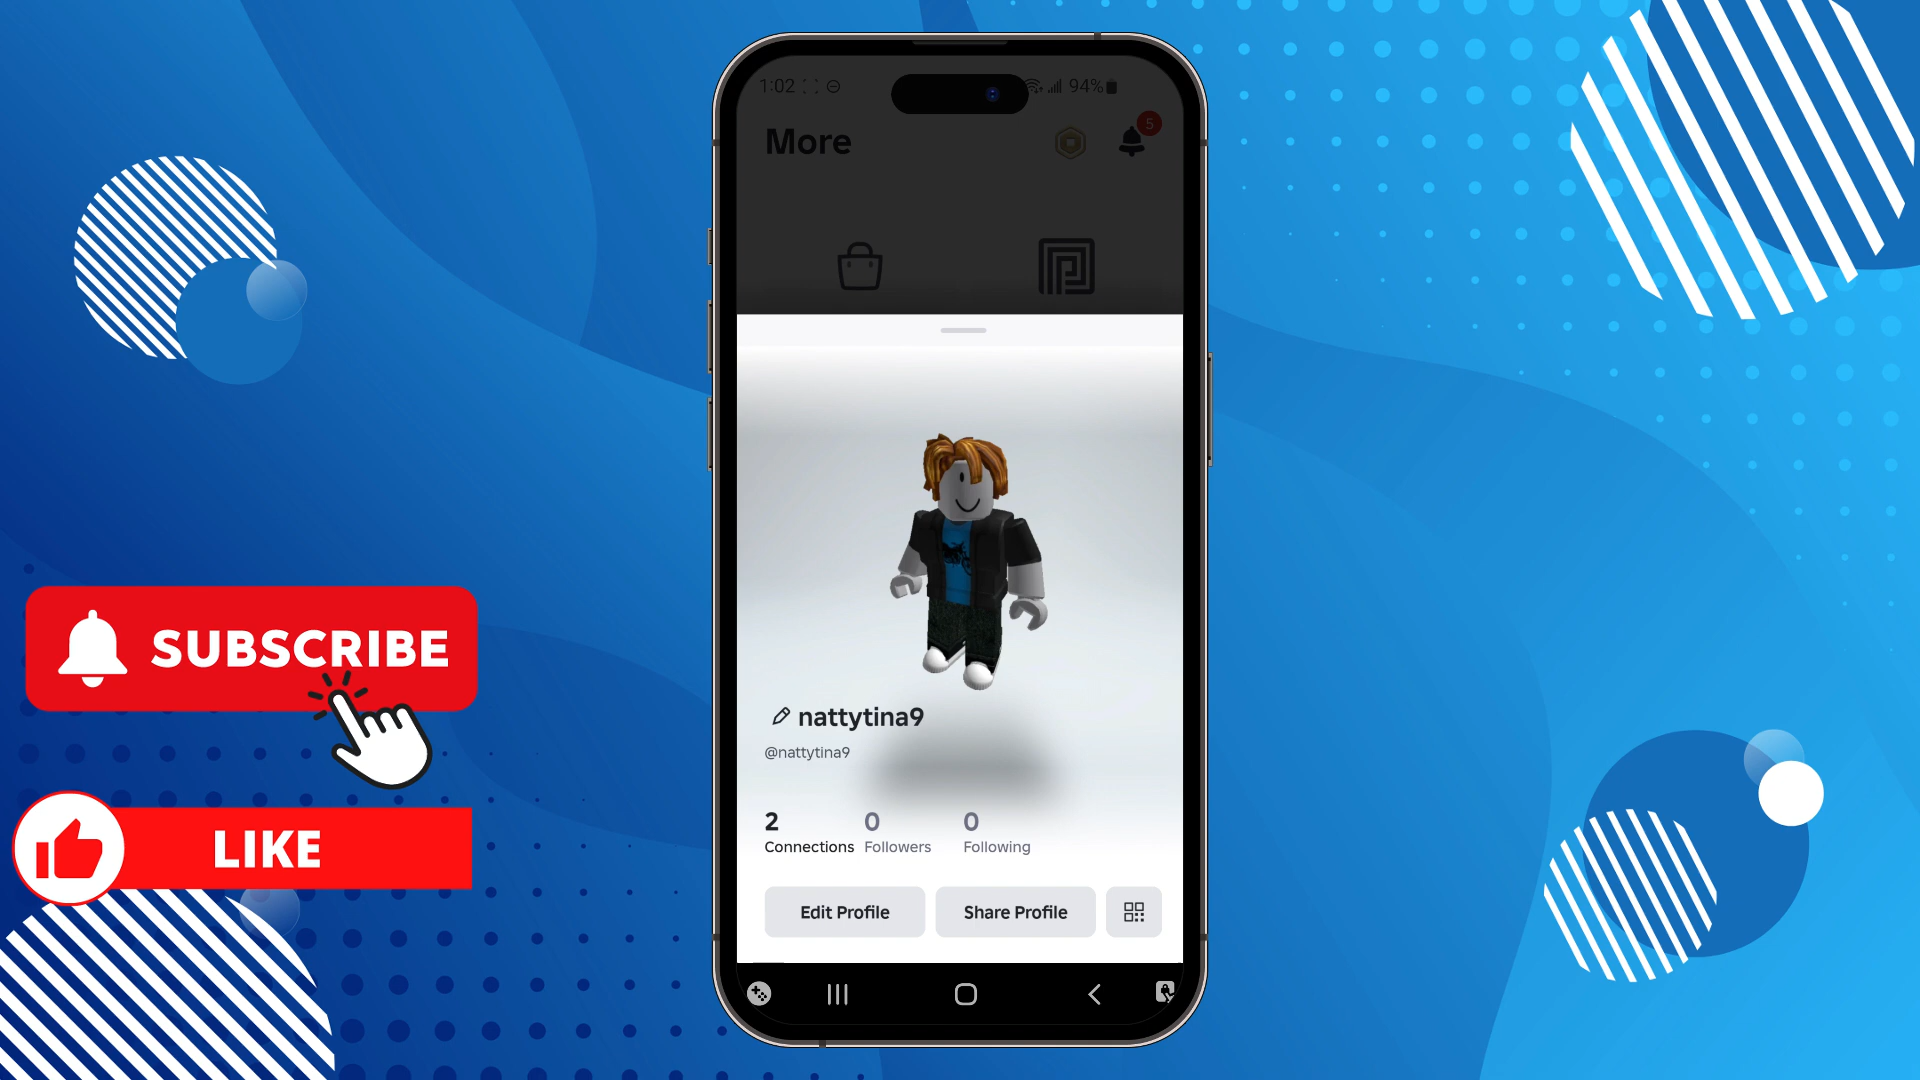 1:02
94%
More
5
nattytina9
@nattytina9
2 0 0
Connections Followers Following
Edit Profile Share Profile
SUBSCRIBE
LIKE